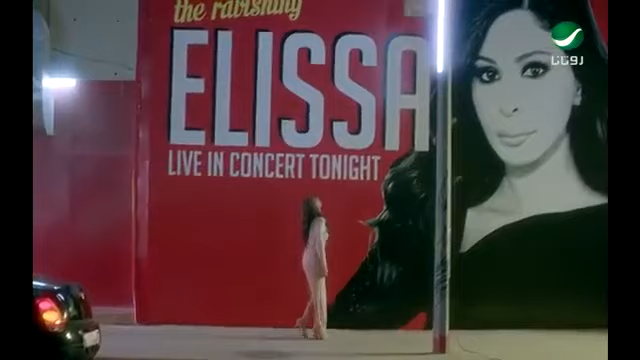 the ravishing
ELISSA
LIVE IN CONCERT TONIGHT
روتانا